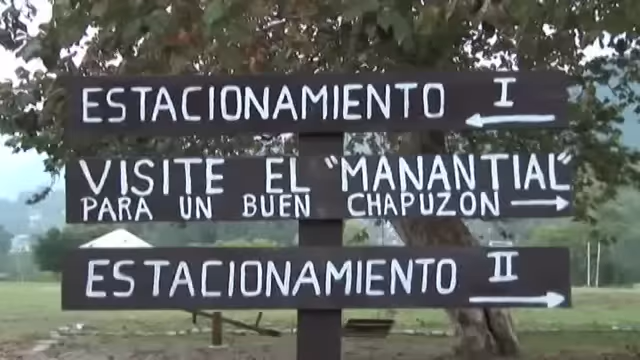 ESTACIONAMIENTO I
VISITE EL "MANANTIAL"
PARA UN BUEN CHAPUZON
ESTACIONAMIENTO II